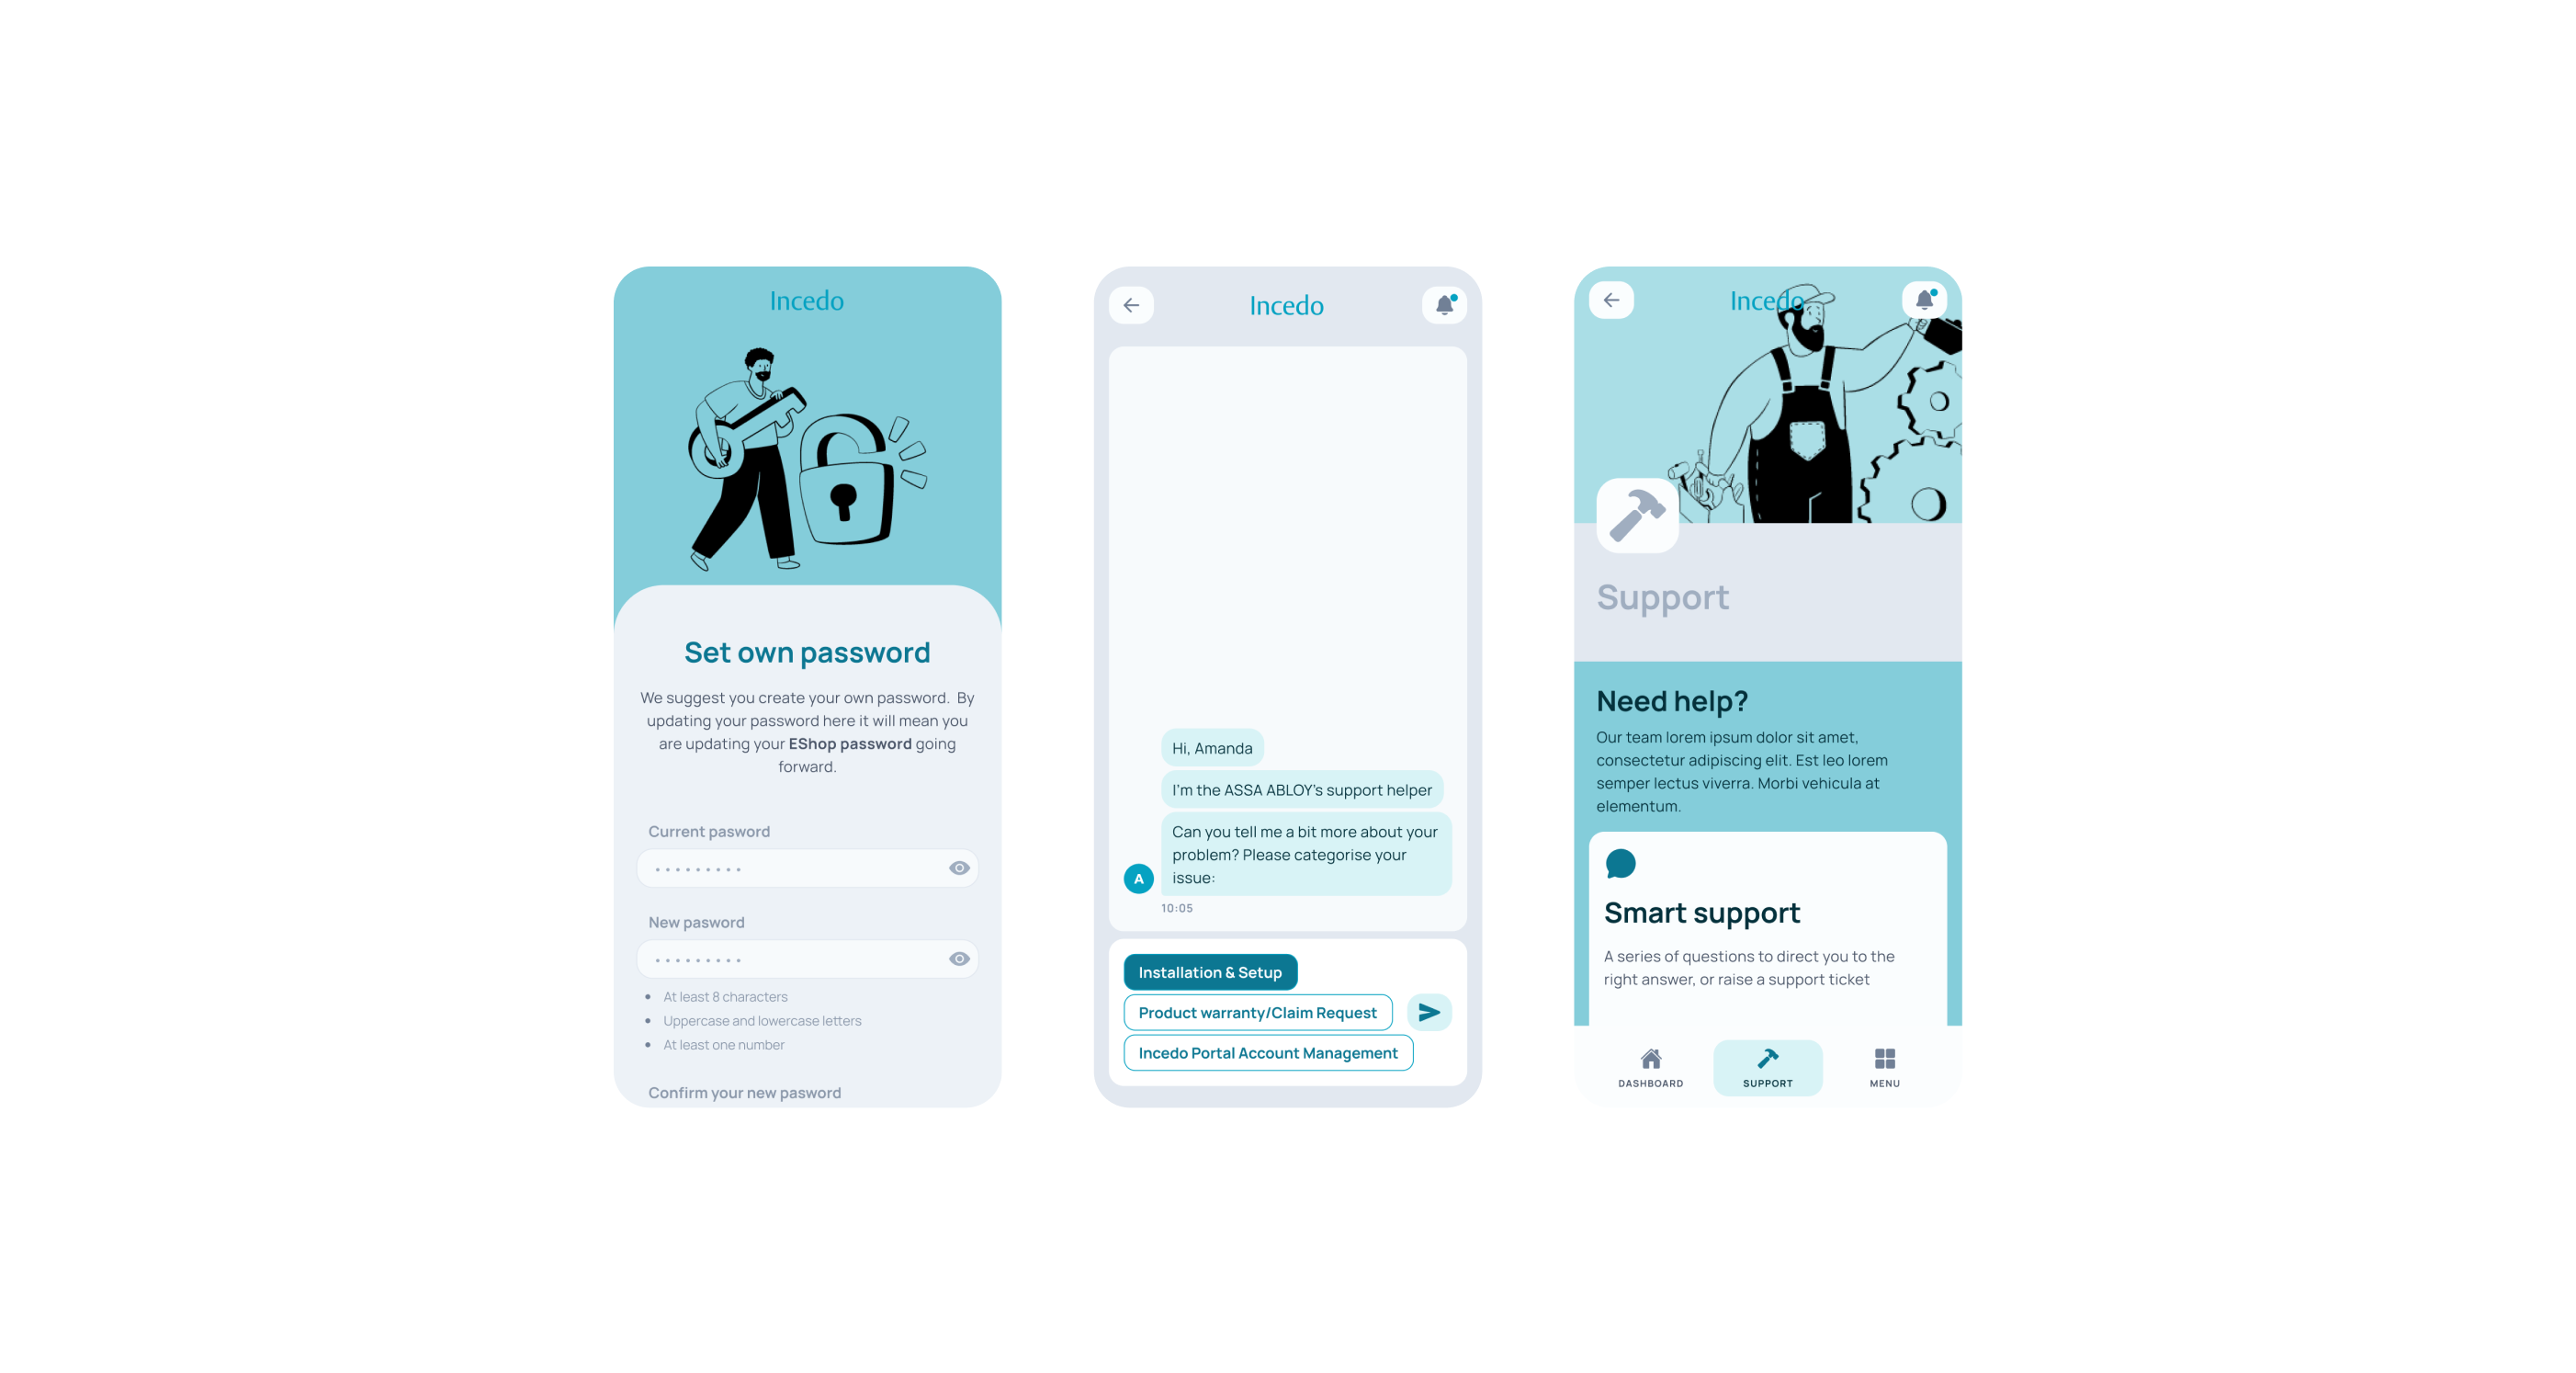 Incedo
Set own password
We suggest you create your own password.  By
updating your password here it will mean you
are updating your EShop password going
forward.
Current pasword
• • • • • • • • •
New pasword
• • • • • • • • •
• At least 8 characters
• Uppercase and lowercase letters
• At least one number
Confirm your new pasword
Incedo
Hi, Amanda
I'm the ASSA ABLOY's support helper
Can you tell me a bit more about your
problem? Please categorise your
issue:
A
10:05
Installation & Setup
Product warranty/Claim Request
Incedo Portal Account Management
Incedo
Support
Need help?
Our team lorem ipsum dolor sit amet,
consectetur adipiscing elit. Est leo lorem
semper lectus viverra. Morbi vehicula at
elementum.
Smart support
A series of questions to direct you to the
right answer, or raise a support ticket
DASHBOARD
SUPPORT
MENU